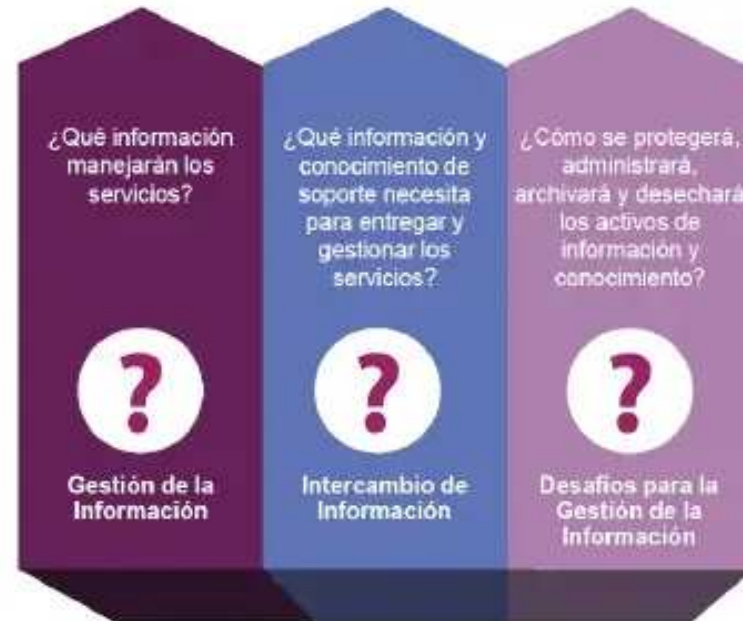 ¿Qué información
manejarán los
servicios?
Gestión de la
Información
¿Qué información y
conocimiento de
soporte necesita
para entregar y
gestionar los
servicios?
Intercambio de
Información
¿Cómo se protegerá,
administrará,
archivará y desechará
los activos de
información y
conocimiento?
Desafios para la
Gestión de la
Información